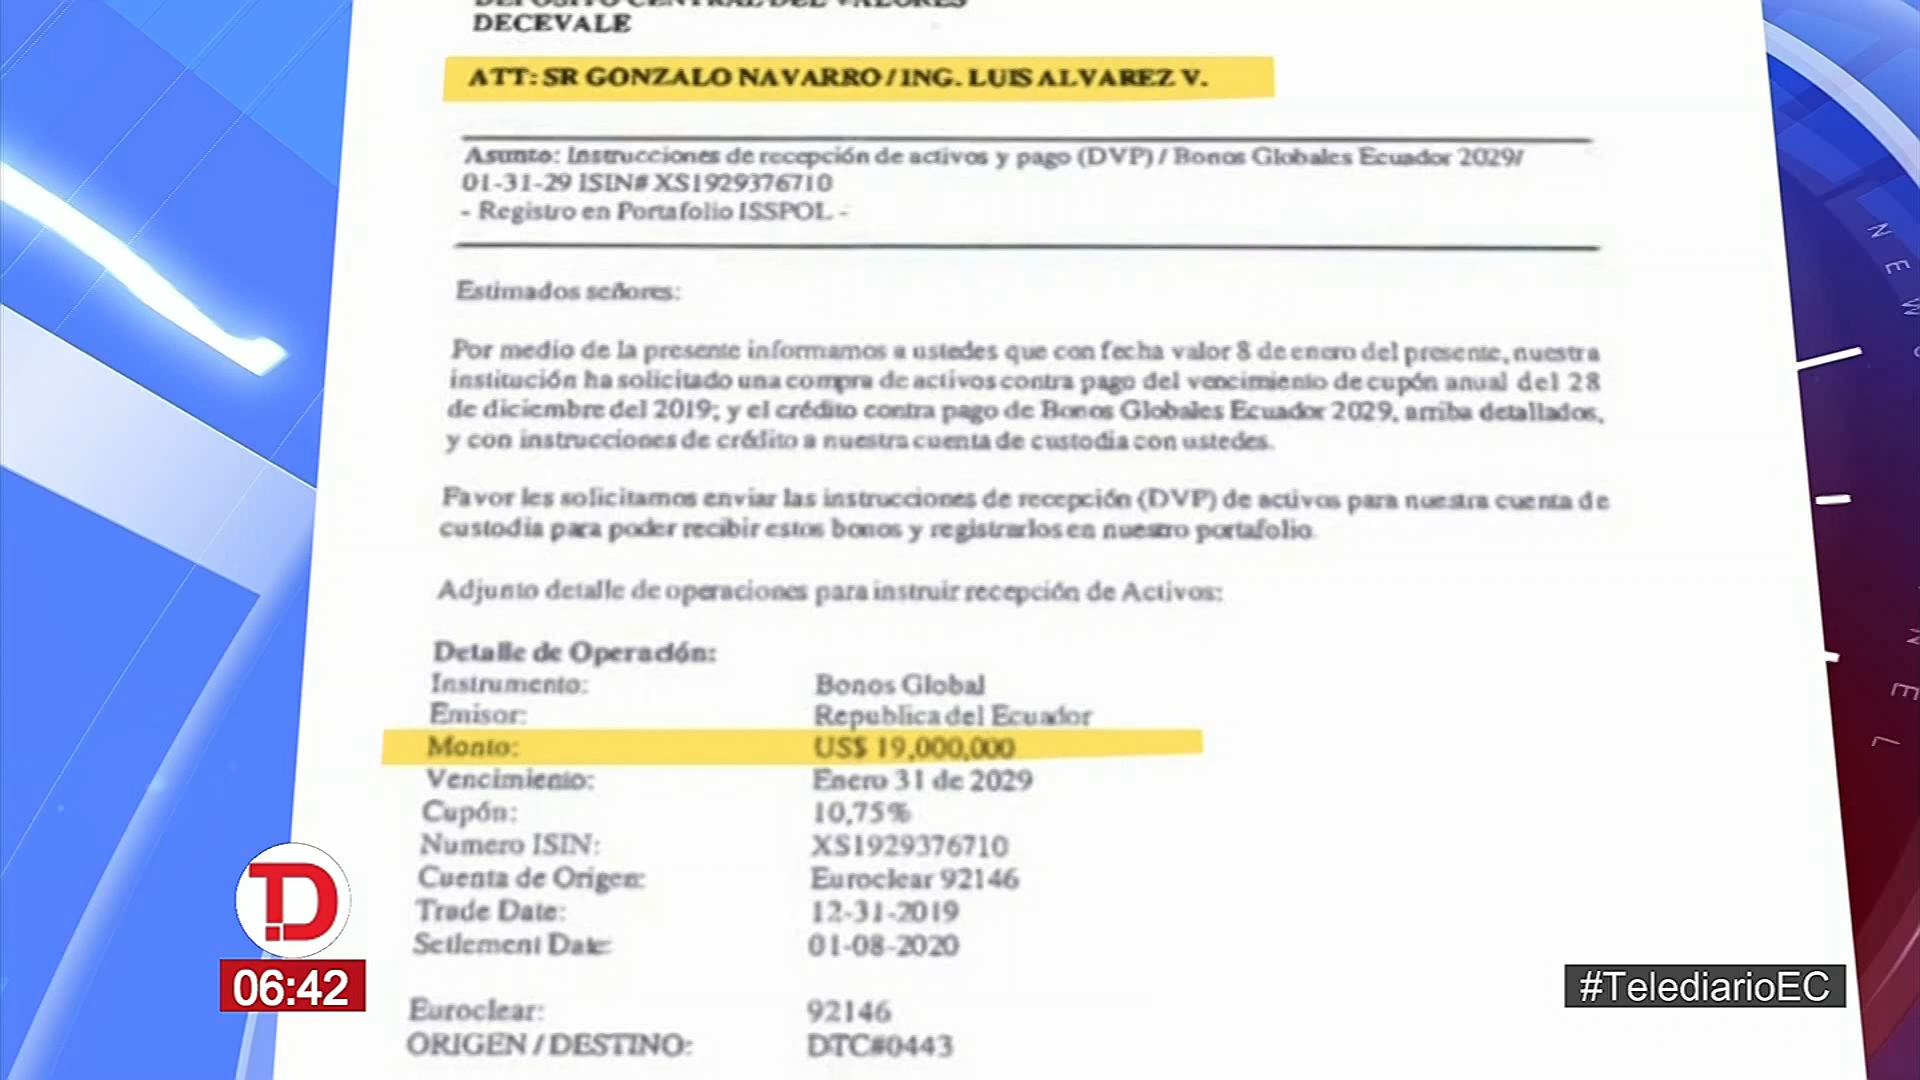 DEPOSITO CENTRAL DEL VALORES
DECEVALE
ATT: SR GONZALO NAVARRO / ING. LUIS ALVAREZ V.
Asunto: Instrucciones de recepción de activos y pago (DVP) / Bonos Globales Ecuador 2029/
01-31-29 ISIN# XS1929376710
- Registro en Portafolio ISSPOL -
Estimados señores:
Por medio de la presente informamos a ustedes que con fecha valor 8 de enero del presente, nuestra
institución ha solicitado una compra de activos contra pago del vencimiento de cupón anual del 28
de diciembre del 2019; y el crédito contra pago de Bonos Globales Ecuador 2029, arriba detallados,
y con instrucciones de crédito a nuestra cuenta de custodia con ustedes.
Favor les solicitamos enviar las instrucciones de recepción (DVP) de activos para nuestra cuenta de
custodia para poder recibir estos bonos y registrarlos en nuestro portafolio.
Adjunto detalle de operaciones para instruir recepción de Activos:
Detalle de Operación:
Instrumento: Bonos Global
Emisor: Republica del Ecuador
Monto: US$ 19,000,000
Vencimiento: Enero 31 de 2029
Cupón: 10,75%
Numero ISIN: XS1929376710
Cuenta de Origen: Euroclear 92146
Trade Date: 12-31-2019
Setlement Date: 01-08-2020
Euroclear: 92146
ORIGEN / DESTINO: DTC#0443
TD
06:42
#TelediarioEC